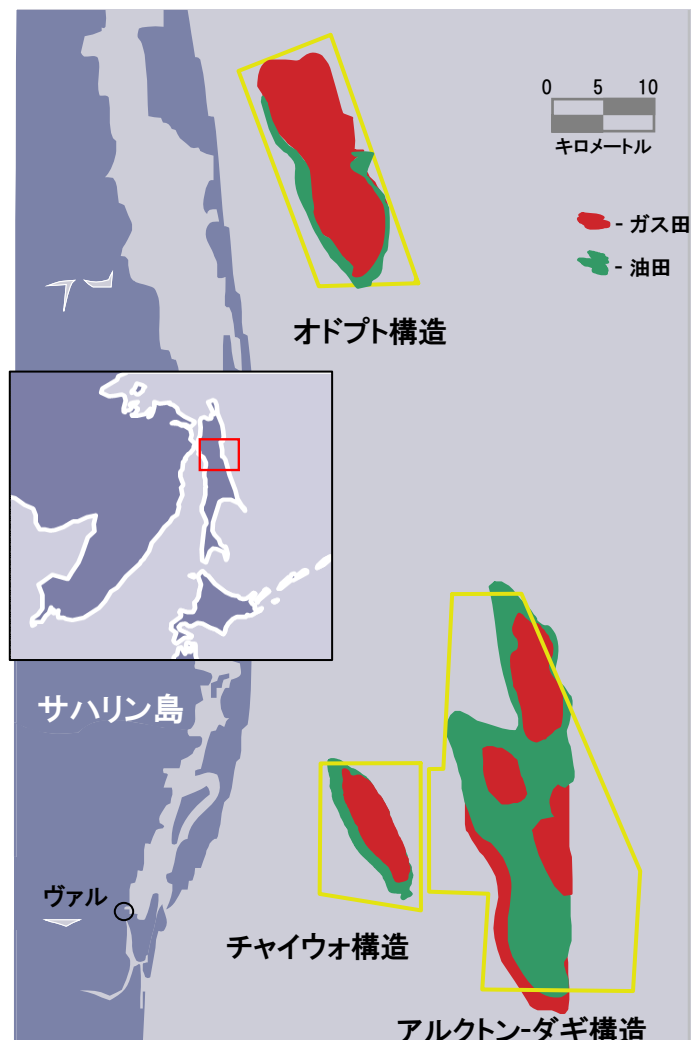 0 5 10
キロメートル
- ガス田
- 油田
オドプト構造
サハリン島
ヴァル
チャイウォ構造
アルクトン-ダギ構造